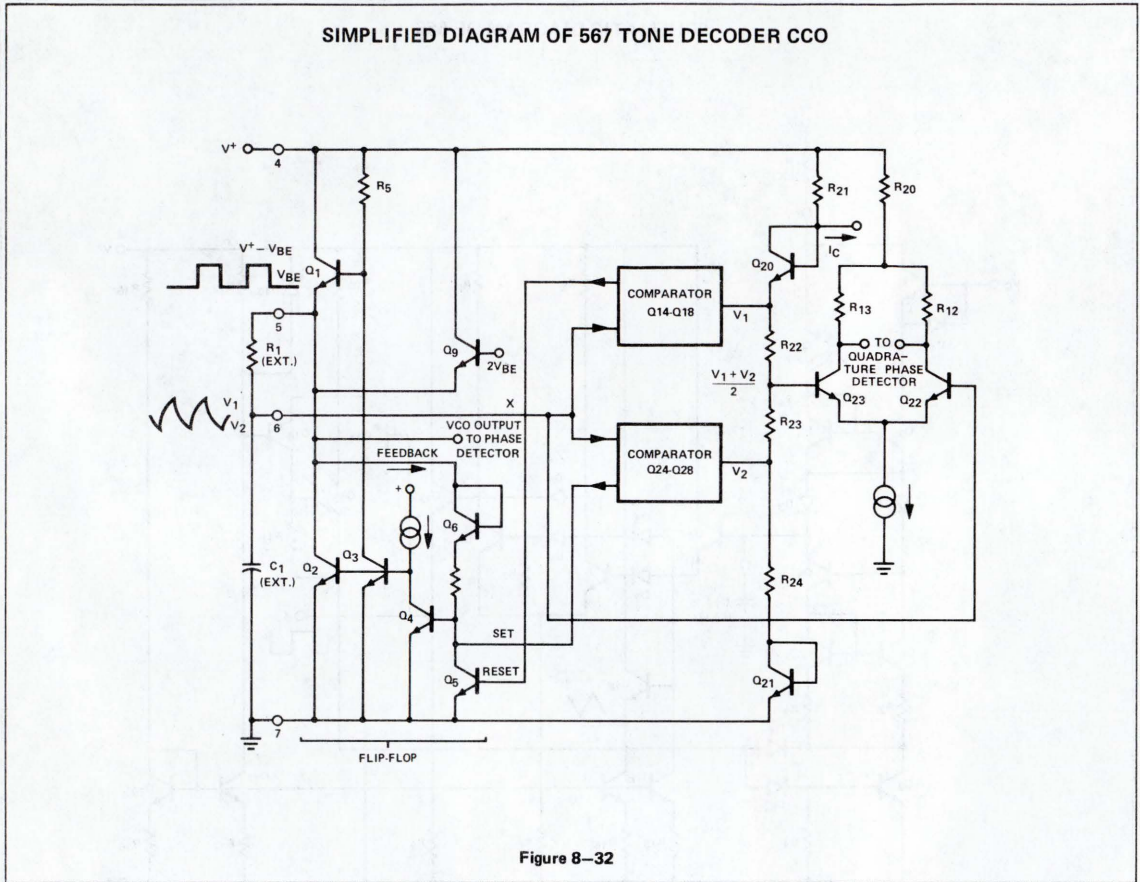 SIMPLIFIED DIAGRAM OF 567 TONE DECODER CCO
V+
4
R5
R21
R20
V+ – VBE
VBE
Q1
IC
Q20
COMPARATOR
Q14-Q18
V1
R13
R12
5
R1
(EXT.)
Q9
2VBE
R22
TO
QUADRA-
TURE PHASE
DETECTOR
V1 + V2
2
Q23
Q22
V1
V2
6
X
VCO OUTPUT
TO PHASE
DETECTOR
R23
FEEDBACK
COMPARATOR
Q24-Q28
V2
+
Q6
C1
(EXT.)
Q2
Q3
R24
Q4
SET
Q5
RESET
Q21
7
FLIP-FLOP
Figure 8–32